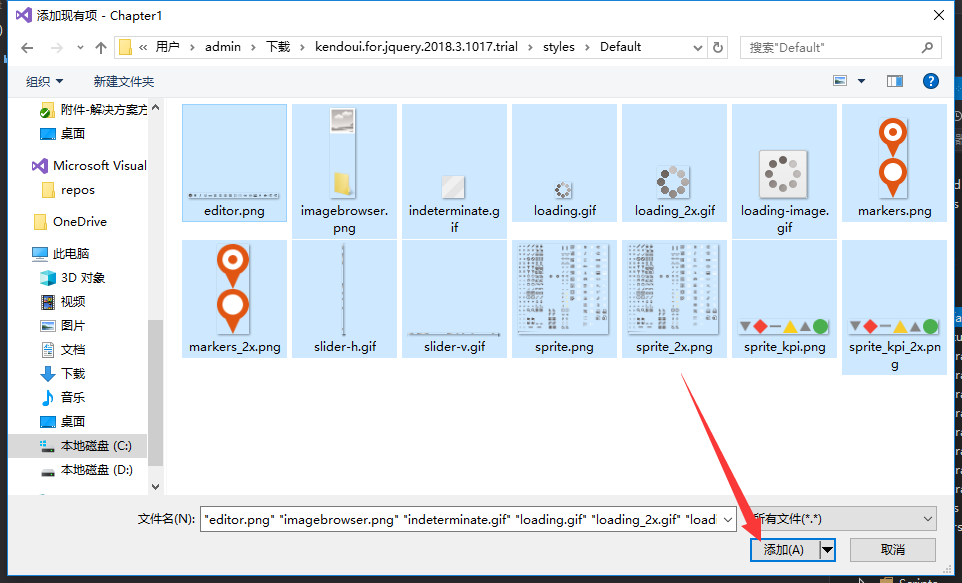 添加现有项 - Chapter1
« 用户 › admin › 下载 › kendoui.for.jquery.2018.3.1017.trial › styles › Default
搜索"Default"
组织
新建文件夹
附件-解决方案方
桌面
Microsoft Visual
repos
OneDrive
此电脑
3D 对象
视频
图片
文档
下载
音乐
桌面
本地磁盘 (C:)
本地磁盘 (D:)
editor.png
imagebrowser.
png
indeterminate.g
if
loading.gif
loading_2x.gif
loading-image.
gif
markers.png
markers_2x.png
slider-h.gif
slider-v.gif
sprite.png
sprite_2x.png
sprite_kpi.png
sprite_kpi_2x.pn
g
文件名(N):
"editor.png" "imagebrowser.png" "indeterminate.gif" "loading.gif" "loading_2x.gif" "load
所有文件(*.*)
添加(A)
取消
Scripts